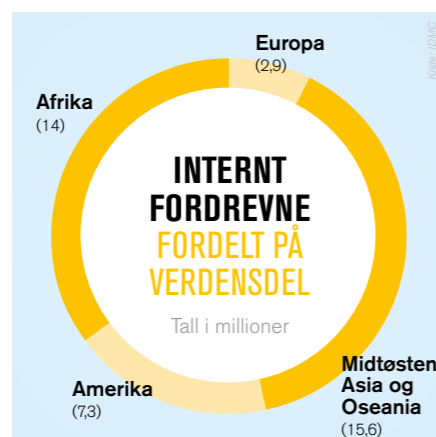 Europa
(2,9)
Kilde: IDMC
Afrika
(14)
INTERNT
FORDREVNE
FORDELT PÅ
VERDENSDEL
Tall i millioner
Midtøsten
Asia og
Oseania
(15,6)
Amerika
(7,3)